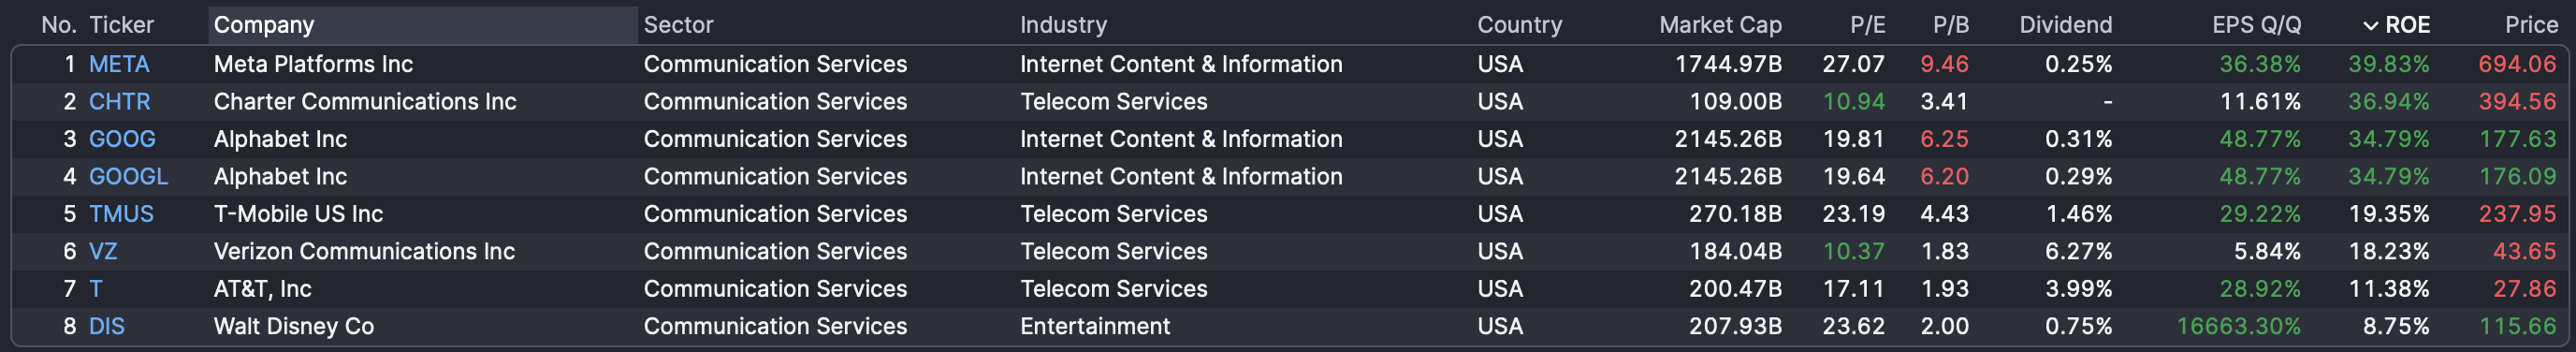 No. Ticker Company Sector Industry Country Market Cap P/E P/B Dividend EPS Q/Q ROE Price
1 META Meta Platforms Inc Communication Services Internet Content & Information USA 1744.97B 27.07 9.46 0.25% 36.38% 39.83% 694.06
2 CHTR Charter Communications Inc Communication Services Telecom Services USA 109.00B 10.94 3.41 - 11.61% 36.94% 394.56
3 GOOG Alphabet Inc Communication Services Internet Content & Information USA 2145.26B 19.81 6.25 0.31% 48.77% 34.79% 177.63
4 GOOGL Alphabet Inc Communication Services Internet Content & Information USA 2145.26B 19.64 6.20 0.29% 48.77% 34.79% 176.09
5 TMUS T-Mobile US Inc Communication Services Telecom Services USA 270.18B 23.19 4.43 1.46% 29.22% 19.35% 237.95
6 VZ Verizon Communications Inc Communication Services Telecom Services USA 184.04B 10.37 1.83 6.27% 5.84% 18.23% 43.65
7 T AT&T, Inc Communication Services Telecom Services USA 200.47B 17.11 1.93 3.99% 28.92% 11.38% 27.86
8 DIS Walt Disney Co Communication Services Entertainment USA 207.93B 23.62 2.00 0.75% 16663.30% 8.75% 115.66